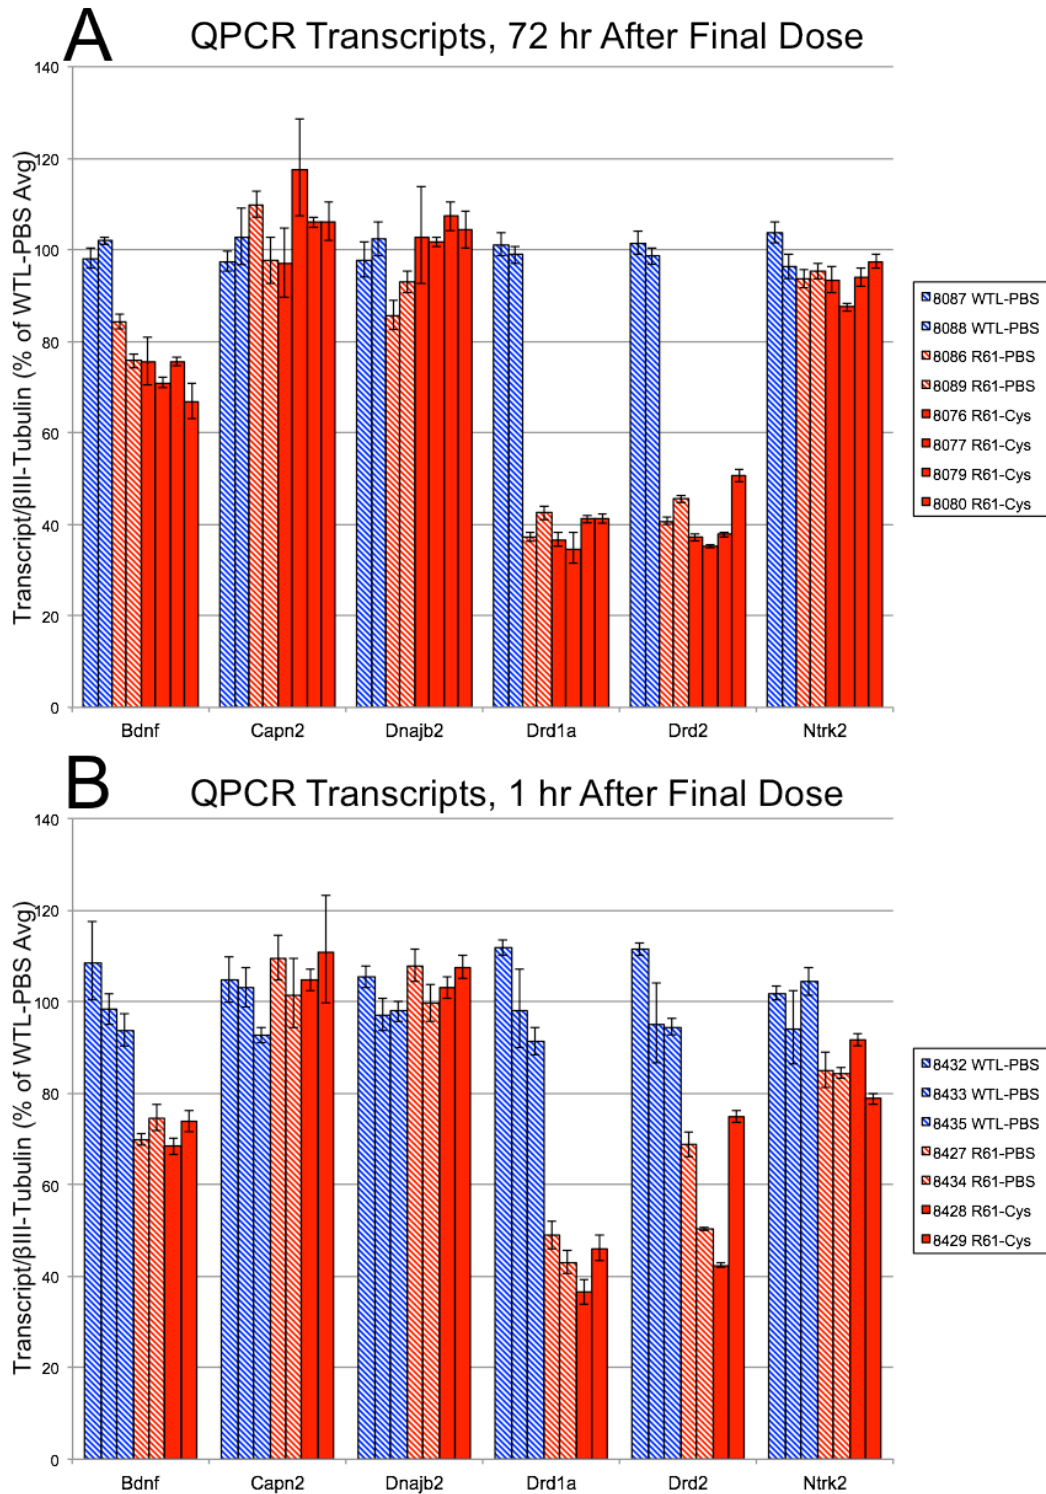 A
QPCR Transcripts, 72 hr After Final Dose
Transcript/βIII-Tubulin (% of WTL-PBS Avg)
140
120
100
80
60
40
20
0
Bdnf
Capn2
Dnajb2
Drd1a
Drd2
Ntrk2
8087 WTL-PBS
8088 WTL-PBS
8086 R61-PBS
8089 R61-PBS
8076 R61-Cys
8077 R61-Cys
8079 R61-Cys
8080 R61-Cys
B
QPCR Transcripts, 1 hr After Final Dose
Transcript/βIII-Tubulin (% of WTL-PBS Avg)
140
120
100
80
60
40
20
0
Bdnf
Capn2
Dnajb2
Drd1a
Drd2
Ntrk2
8432 WTL-PBS
8433 WTL-PBS
8435 WTL-PBS
8427 R61-PBS
8434 R61-PBS
8428 R61-Cys
8429 R61-Cys